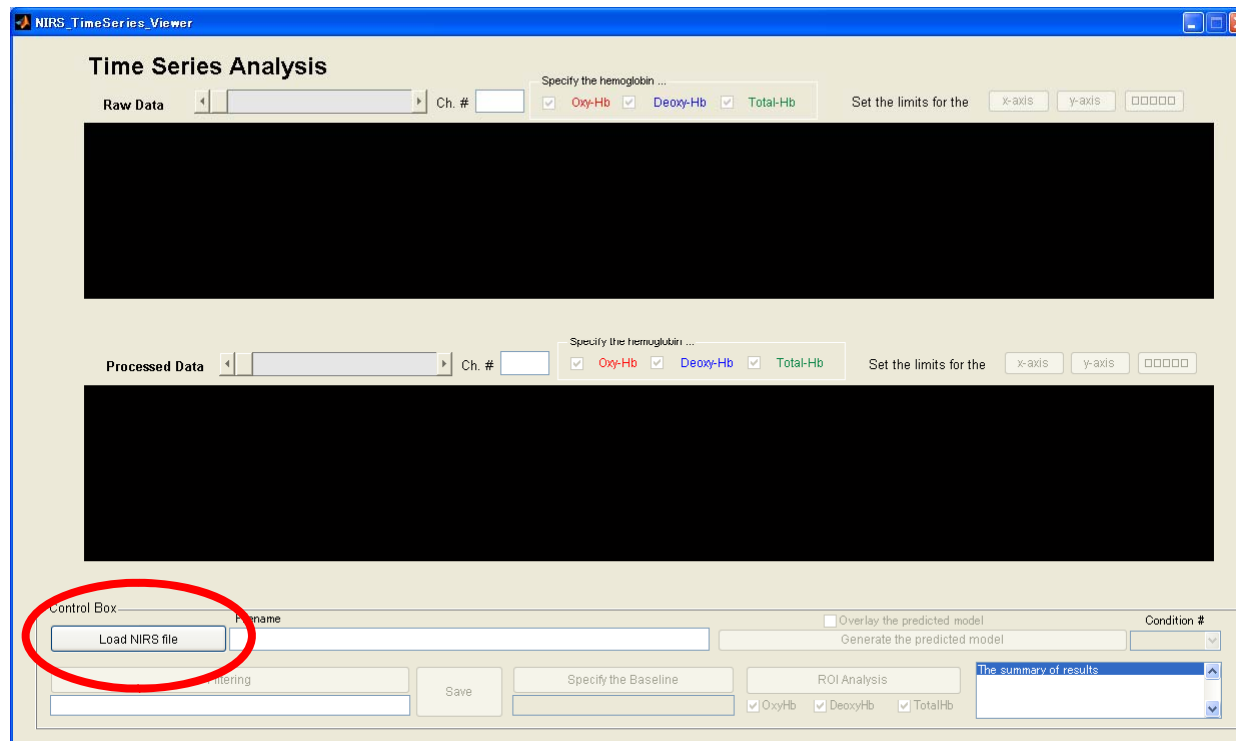 NIRS_TimeSeries_Viewer
Time Series Analysis
Specify the hemoglobin ...
Raw Data Ch. # Oxy-Hb Deoxy-Hb Total-Hb Set the limits for the x-axis y-axis □□□□□
Specify the hemoglobin ...
Processed Data Ch. # Oxy-Hb Deoxy-Hb Total-Hb Set the limits for the x-axis y-axis □□□□□
Control Box
Filename Overlay the predicted model Condition #
Load NIRS file Generate the predicted model
Filtering Save Specify the Baseline ROI Analysis The summary of results
OxyHb DeoxyHb TotalHb